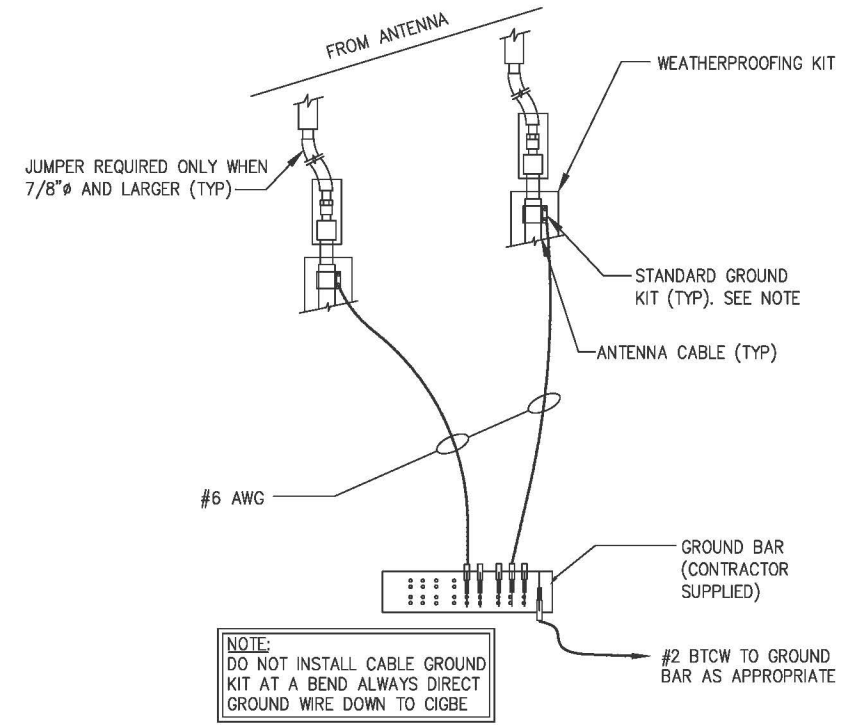 FROM ANTENNA
WEATHERPROOFING KIT
JUMPER REQUIRED ONLY WHEN
7/8"ø AND LARGER (TYP)
STANDARD GROUND
KIT (TYP). SEE NOTE
ANTENNA CABLE (TYP)
#6 AWG
GROUND BAR
(CONTRACTOR
SUPPLIED)
NOTE:
DO NOT INSTALL CABLE GROUND
KIT AT A BEND ALWAYS DIRECT
GROUND WIRE DOWN TO CIGBE
#2 BTCW TO GROUND
BAR AS APPROPRIATE